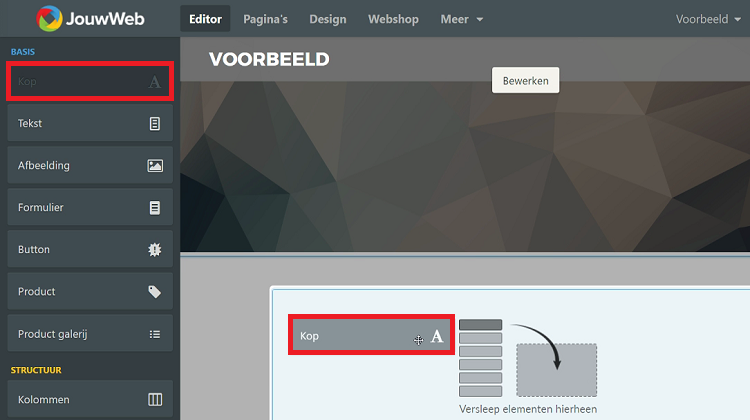 JouwWeb
Editor
Pagina's
Design
Webshop
Meer
Voorbeeld
BASIS
Kop
Tekst
Afbeelding
Formulier
Button
Product
Product galerij
STRUCTUUR
Kolommen
VOORBEELD
Bewerken
Kop
Versleep elementen hierheen